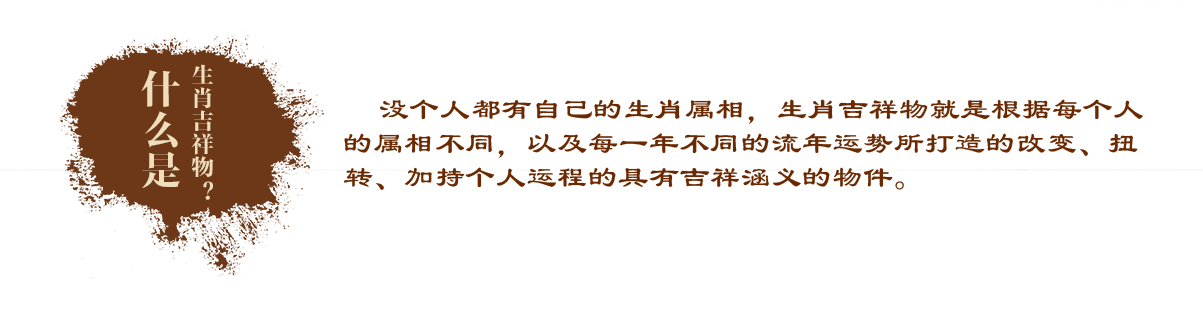 什么是
生肖吉祥物？
没个人都有自己的生肖属相，生肖吉祥物就是根据每个人
的属相不同，以及每一年不同的流年运势所打造的改变、扭
转、加持个人运程的具有吉祥涵义的物件。